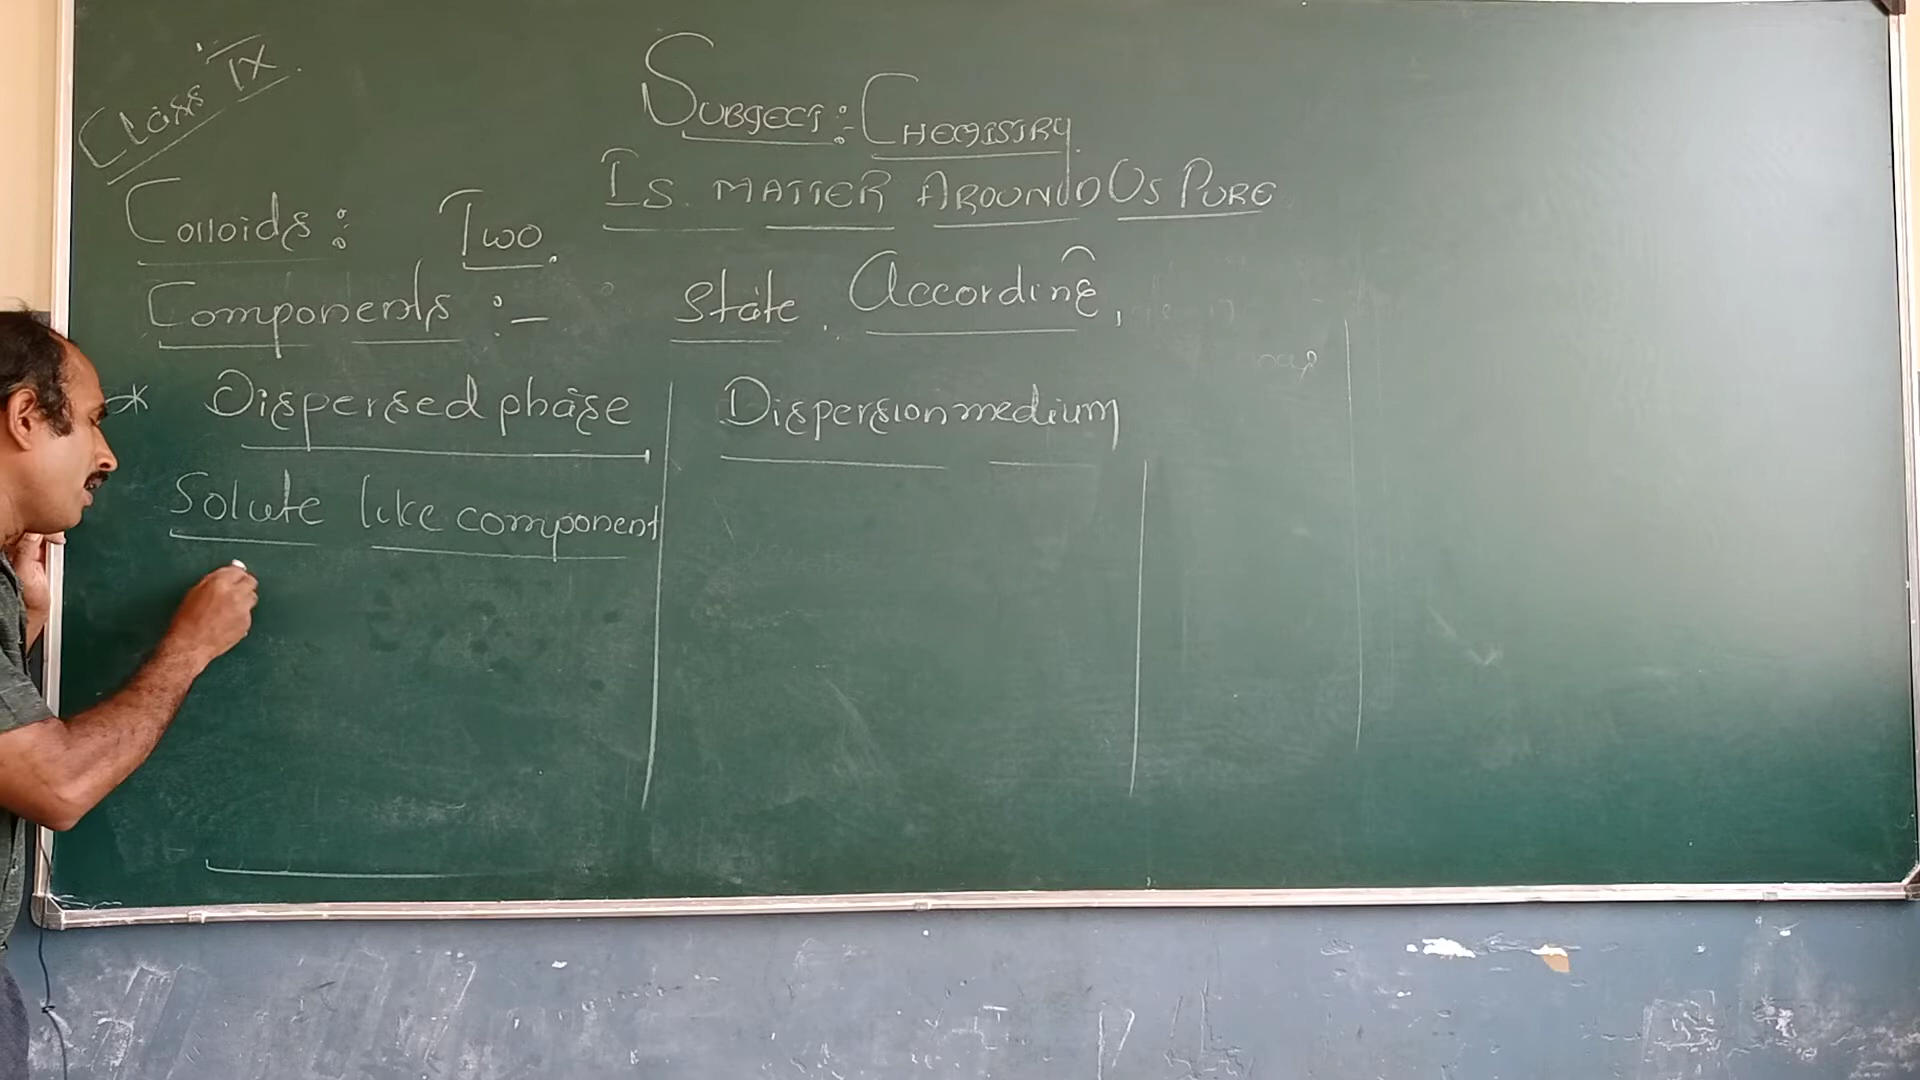 Class IX.
Subject:- Chemistry.
Is matter Around Us Pure
Colloids: Two.
Components :- State. According,
* Dispersed phase Dispersion medium
Solute like component